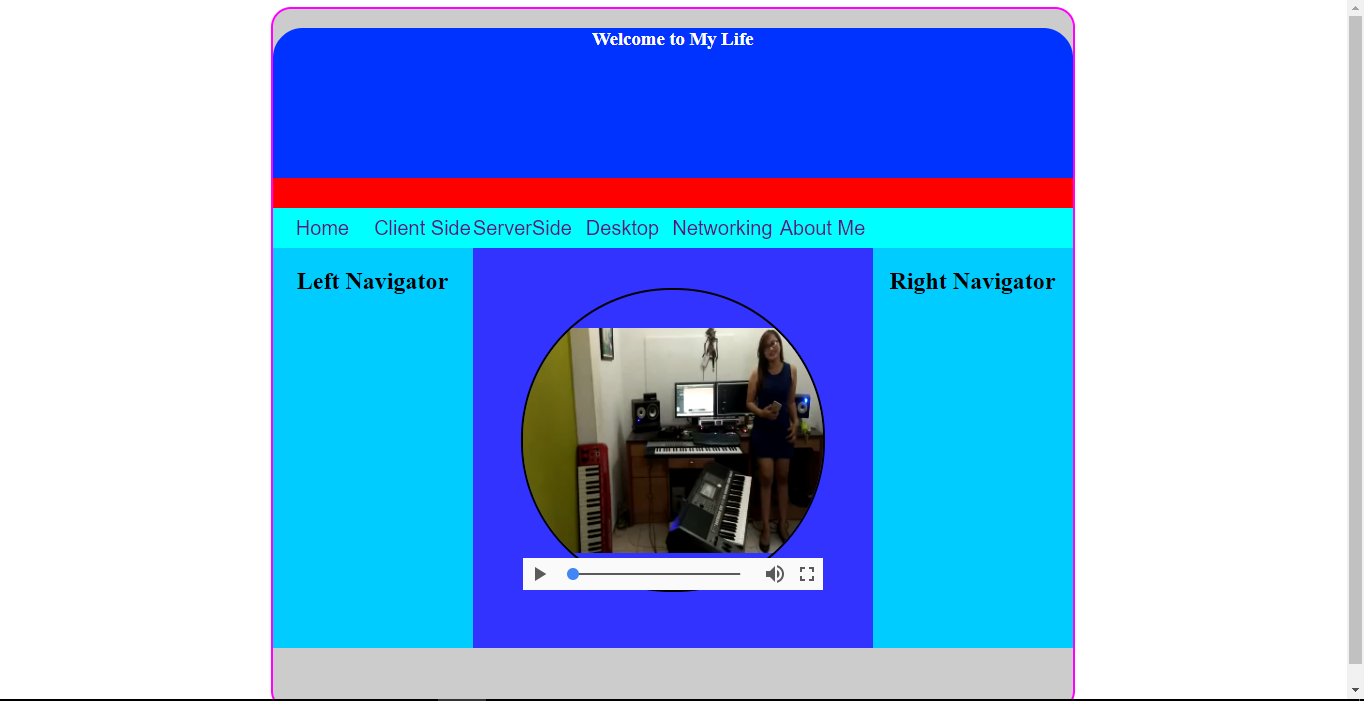 Welcome to My Life
Home Client Side ServerSide Desktop Networking About Me
Left Navigator
Right Navigator